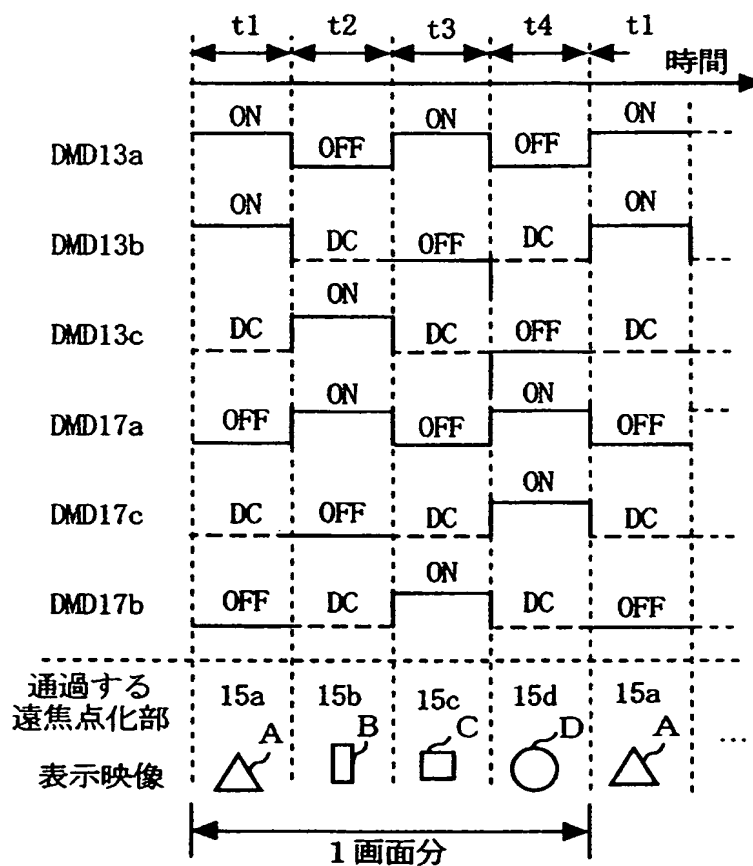 t1 t2 t3 t4 t1
時間
ON ON ON
DMD13a OFF OFF
ON ON
DMD13b DC OFF DC
ON
DMD13c DC DC OFF DC
ON ON
DMD17a OFF OFF OFF
ON
DMD17c DC OFF DC DC
ON
DMD17b OFF DC DC OFF
通過する
遠焦点化部 15a 15b 15c 15d 15a
表示映像 A B C D A …
1画面分